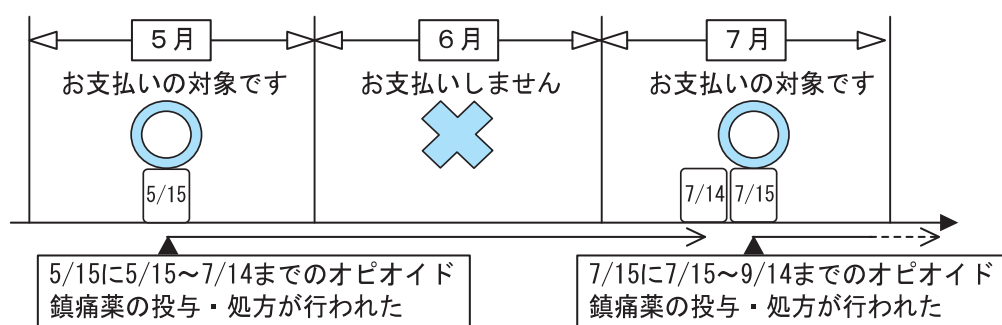 ５月
６月
７月
お支払いの対象です
お支払いしません
お支払いの対象です
5/15
7/14
7/15
5/15に5/15～7/14までのオピオイド
鎮痛薬の投与・処方が行われた
7/15に7/15～9/14までのオピオイド
鎮痛薬の投与・処方が行われた